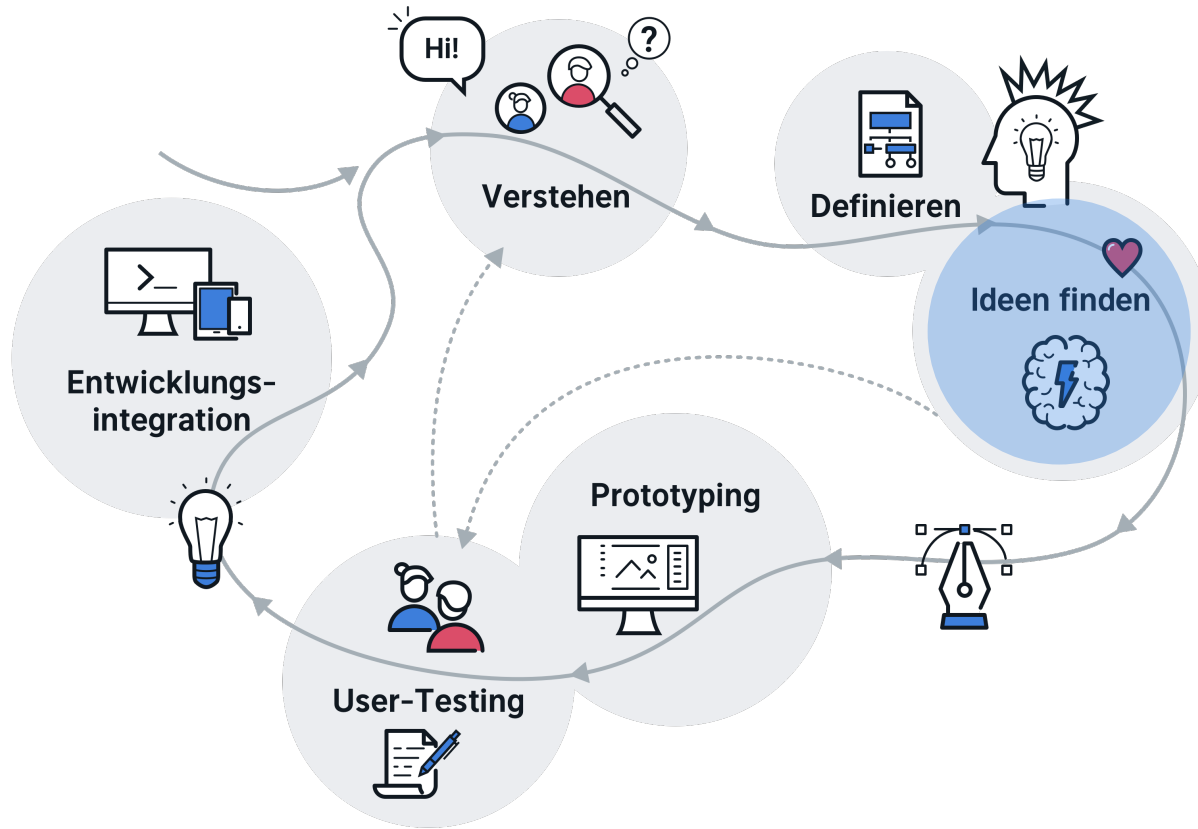 Hi!
?
Verstehen
Definieren
Ideen finden
Entwicklungs-
integration
Prototyping
User-Testing